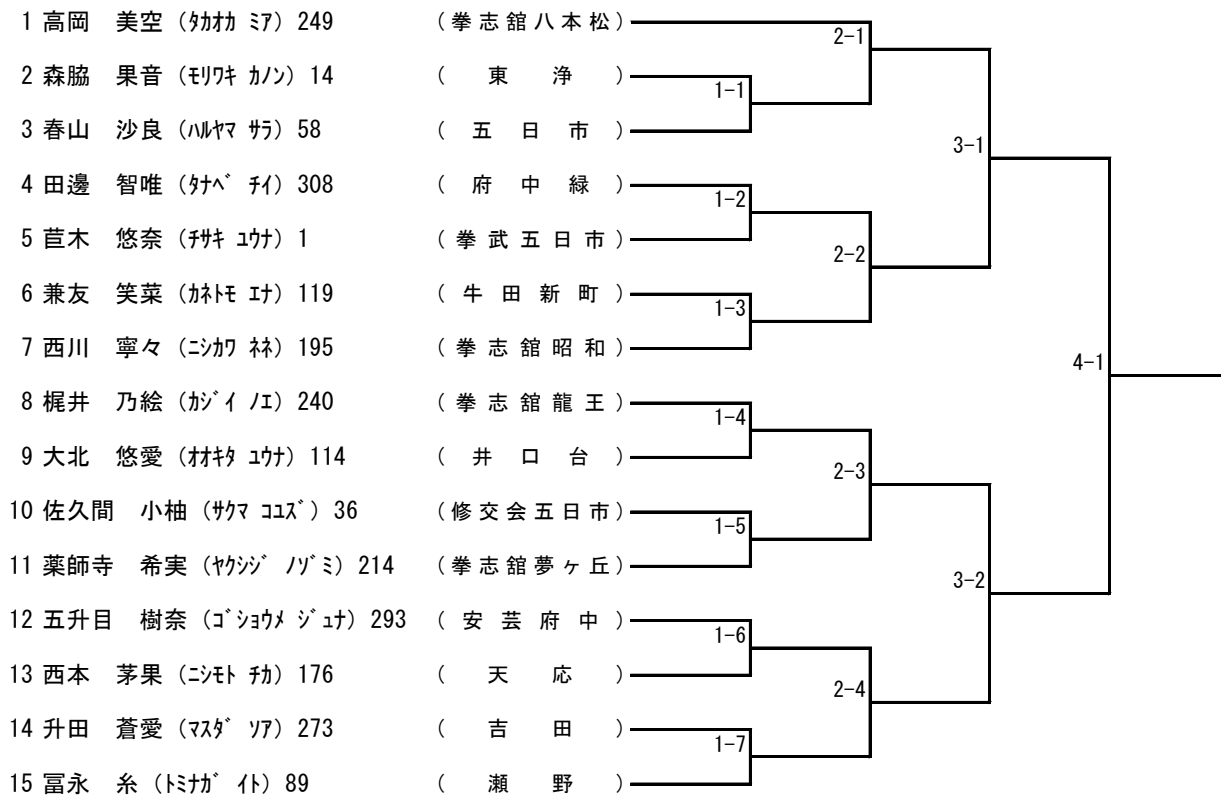 1 高岡　美空 (ﾀｶｵｶ ﾐｱ) 249 (拳志舘八本松)
2-1
2 森脇　果音 (ﾓﾘﾜｷ ｶﾉﾝ) 14 (東浄)
1-1
3 春山　沙良 (ﾊﾙﾔﾏ ｻﾗ) 58 (五日市)
3-1
4 田邊　智唯 (ﾀﾅﾍﾞ ﾁｲ) 308 (府中緑)
1-2
5 苣木　悠奈 (ﾁｻｷ ﾕｳﾅ) 1 (拳武五日市)
2-2
6 兼友　笑菜 (ｶﾈﾄﾓ ｴﾅ) 119 (牛田新町)
1-3
7 西川　寧々 (ﾆｼｶﾜ ﾈﾈ) 195 (拳志舘昭和)
4-1
8 梶井　乃絵 (ｶｼﾞｲ ﾉｴ) 240 (拳志舘龍王)
1-4
9 大北　悠愛 (ｵｵｷﾀ ﾕｳﾅ) 114 (井口台)
2-3
10 佐久間　小柚 (ｻｸﾏ ｺﾕｽﾞ) 36 (修交会五日市)
1-5
11 薬師寺　希実 (ﾔｸｼｼﾞ ﾉｿﾞﾐ) 214 (拳志舘夢ヶ丘)
3-2
12 五升目　樹奈 (ｺﾞｼｮｳﾒ ｼﾞｭﾅ) 293 (安芸府中)
1-6
13 西本　茅果 (ﾆｼﾓﾄ ﾁｶ) 176 (天応)
2-4
14 升田　蒼愛 (ﾏｽﾀﾞ ｿｱ) 273 (吉田)
1-7
15 冨永　糸 (ﾄﾐﾅｶﾞ ｲﾄ) 89 (瀬野)